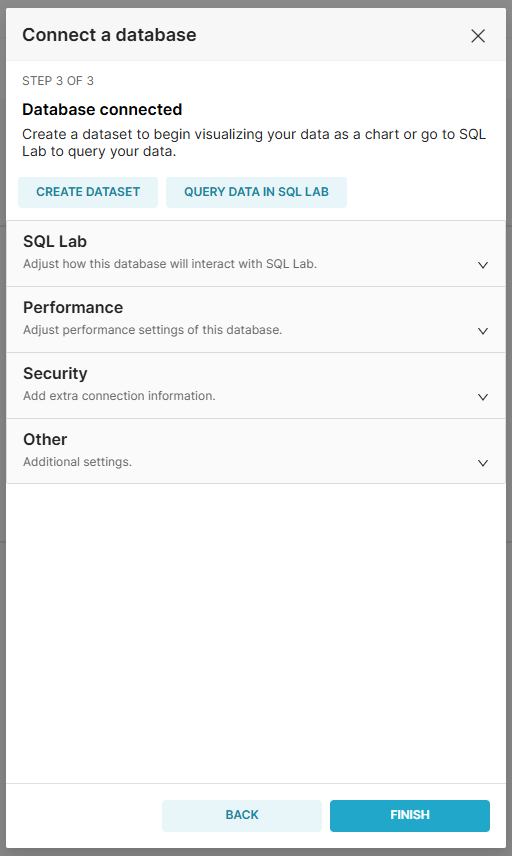 Connect a database
STEP 3 OF 3
Database connected
Create a dataset to begin visualizing your data as a chart or go to SQL
Lab to query your data.
CREATE DATASET QUERY DATA IN SQL LAB
SQL Lab
Adjust how this database will interact with SQL Lab.
Performance
Adjust performance settings of this database.
Security
Add extra connection information.
Other
Additional settings.
BACK FINISH